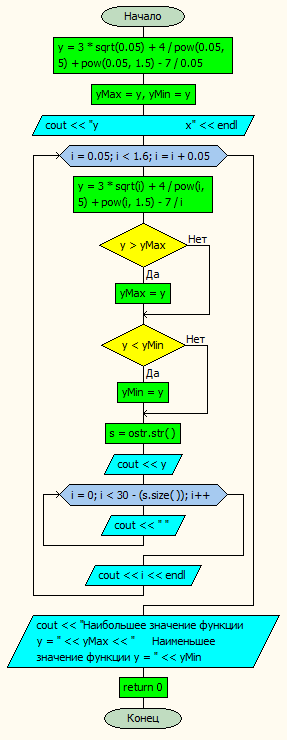 Начало
y = 3 * sqrt(0.05) + 4 / pow(0.05,
5) + pow(0.05, 1.5) - 7 / 0.05
yMax = y, yMin = y
cout << "y                              x" << endl
i = 0.05; i < 1.6; i = i + 0.05
y = 3 * sqrt(i) + 4 / pow(i,
5) + pow(i, 1.5) - 7 / i
y > yMax
Нет
Да
yMax = y
y < yMin
Нет
Да
yMin = y
s = ostr.str( )
cout << y
i = 0; i < 30 - (s.size( )); i++
cout << " "
cout << i << endl
cout << "Наибольшее значение функции
y = " << yMax << "      Наименьшее
значение функции y = " << yMin
return 0
Конец